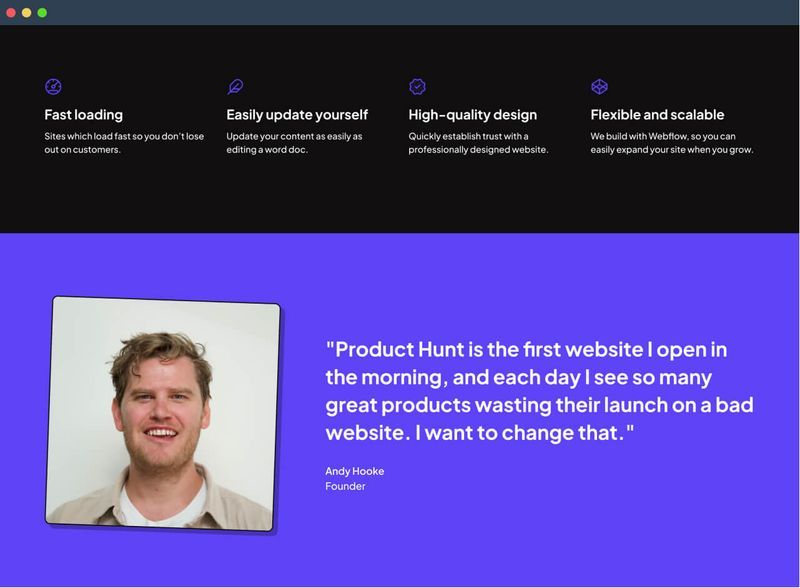 Fast loading
Sites which load fast so you don't lose
out on customers.
Easily update yourself
Update your content as easily as
editing a word doc.
High-quality design
Quickly establish trust with a
professionally designed website.
Flexible and scalable
We build with Webflow, so you can
easily expand your site when you grow.
"Product Hunt is the first website I open in
the morning, and each day I see so many
great products wasting their launch on a bad
website. I want to change that."
Andy Hooke
Founder